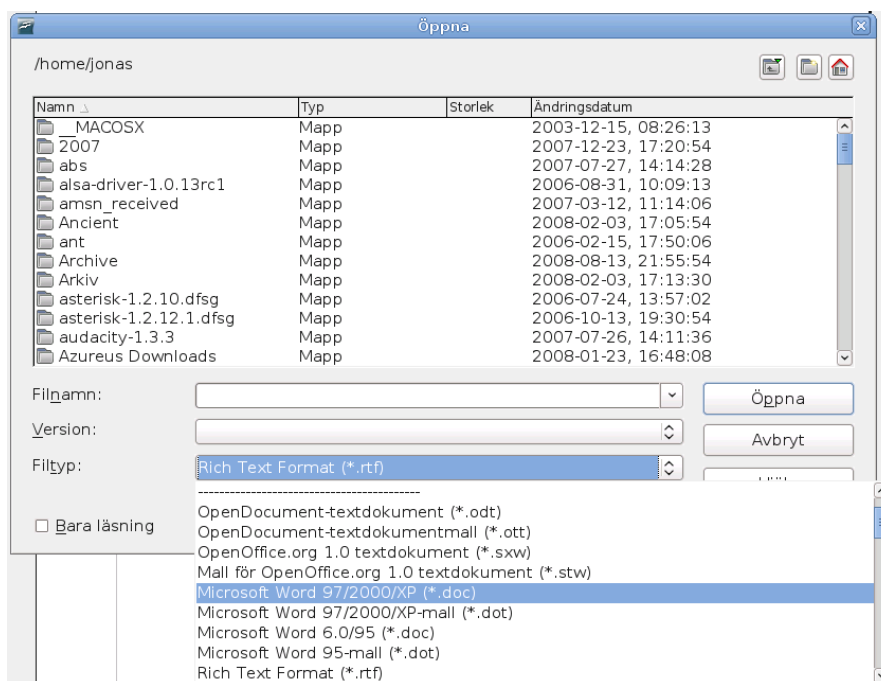 Öppna
/home/jonas
Namn Typ Storlek Ändringsdatum
__MACOSX Mapp 2003-12-15, 08:26:13
2007 Mapp 2007-12-23, 17:20:54
abs Mapp 2007-07-27, 14:14:28
alsa-driver-1.0.13rc1 Mapp 2006-08-31, 10:09:13
amsn_received Mapp 2007-03-12, 11:14:06
Ancient Mapp 2008-02-03, 17:05:54
ant Mapp 2006-02-15, 17:50:06
Archive Mapp 2008-08-13, 21:55:54
Arkiv Mapp 2008-02-03, 17:13:30
asterisk-1.2.10.dfsg Mapp 2006-07-24, 13:57:02
asterisk-1.2.12.1.dfsg Mapp 2006-10-13, 19:30:54
audacity-1.3.3 Mapp 2007-07-26, 14:11:36
Azureus Downloads Mapp 2008-01-23, 16:48:08
Filnamn: Öppna
Version: Avbryt
Filtyp: Rich Text Format (*.rtf)
------------------------------------------
OpenDocument-textdokument (*.odt)
Bara läsning
OpenDocument-textdokumentmall (*.ott)
OpenOffice.org 1.0 textdokument (*.sxw)
Mall för OpenOffice.org 1.0 textdokument (*.stw)
Microsoft Word 97/2000/XP (*.doc)
Microsoft Word 97/2000/XP-mall (*.dot)
Microsoft Word 6.0/95 (*.doc)
Microsoft Word 95-mall (*.dot)
Rich Text Format (*.rtf)